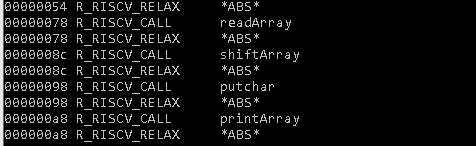 00000054 R_RISCV_RELAX *ABS*
00000078 R_RISCV_CALL readArray
00000078 R_RISCV_RELAX *ABS*
0000008c R_RISCV_CALL shiftArray
0000008c R_RISCV_RELAX *ABS*
00000098 R_RISCV_CALL putchar
00000098 R_RISCV_RELAX *ABS*
000000a8 R_RISCV_CALL printArray
000000a8 R_RISCV_RELAX *ABS*